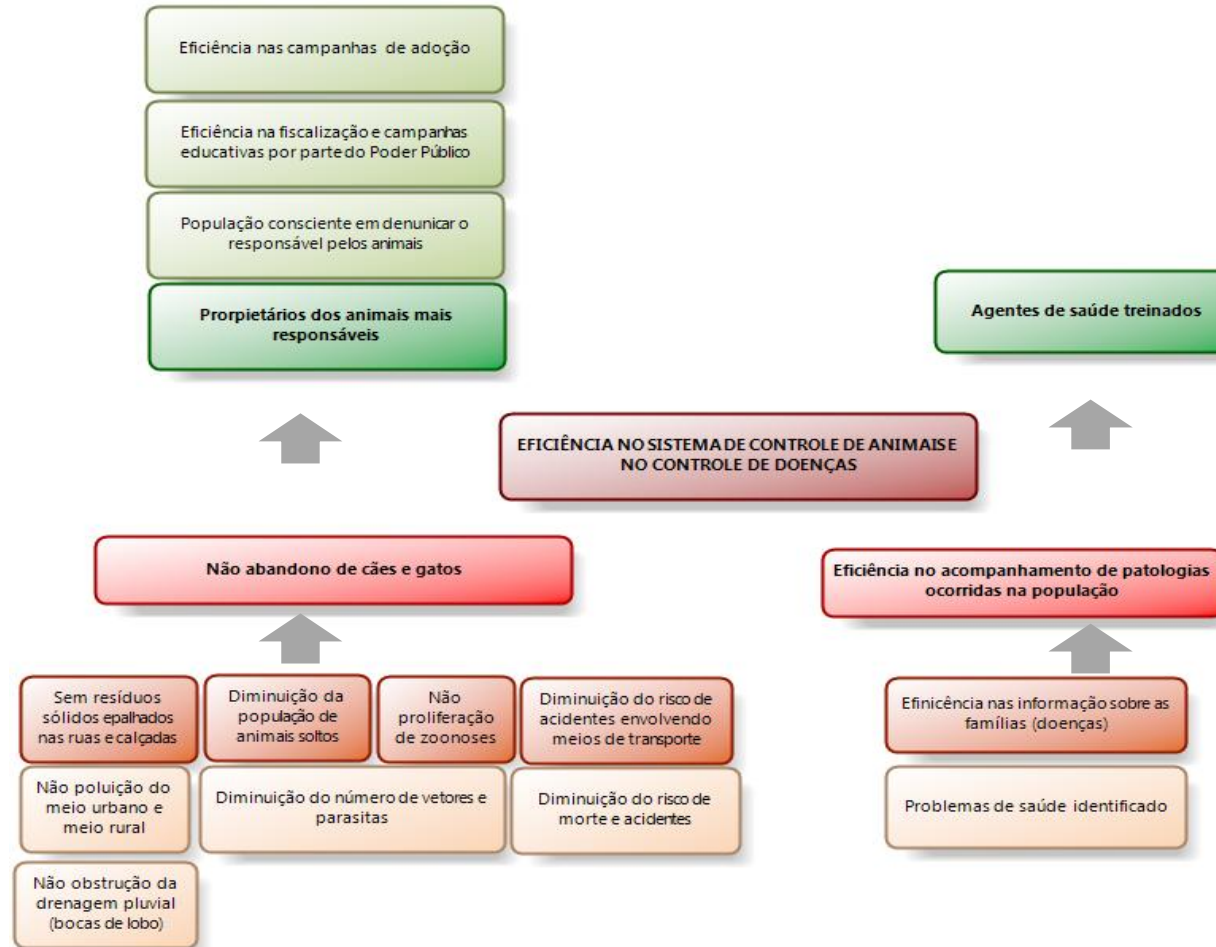 Eficiência nas campanhas de adoção
Eficiência na fiscalização e campanhas
educativas por parte do Poder Público
População consciente em denunicar o
responsável pelos animais
Prorpietários dos animais mais
responsáveis
Agentes de saúde treinados
EFICIÊNCIA NO SISTEMA DE CONTROLE DE ANIMAIS E
NO CONTROLE DE DOENÇAS
Não abandono de cães e gatos
Eficiência no acompanhamento de patologias
ocorridas na população
Sem resíduos
sólidos epalhados
nas ruas e calçadas
Diminuição da
população de
animais soltos
Não
proliferação
de zoonoses
Diminuição do risco de
acidentes envolvendo
meios de transporte
Efinicência nas informação sobre as
famílias (doenças)
Não poluição do
meio urbano e
meio rural
Diminuição do número de vetores e
parasitas
Diminuição do risco de
morte e acidentes
Problemas de saúde identificado
Não obstrução da
drenagem pluvial
(bocas de lobo)